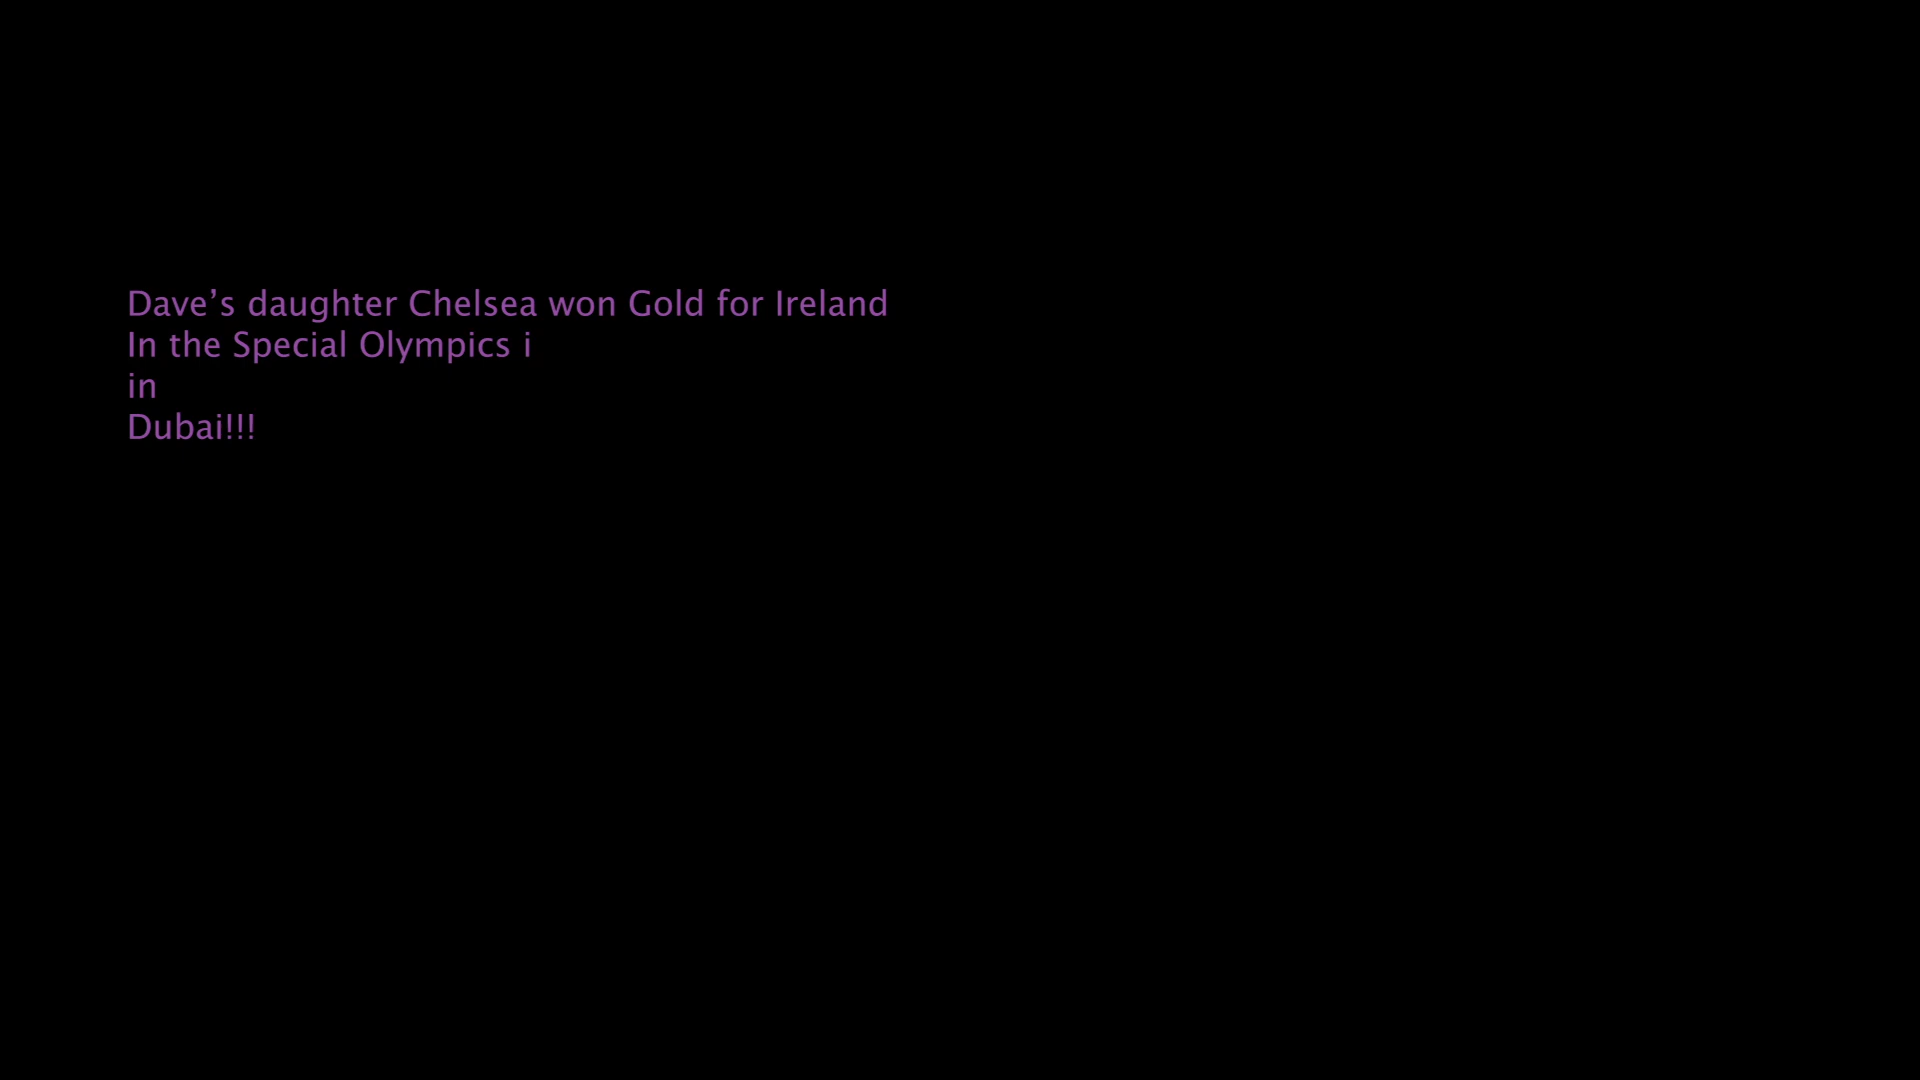 Dave’s daughter Chelsea won Gold for Ireland
In the Special Olympics i
in
Dubai!!!